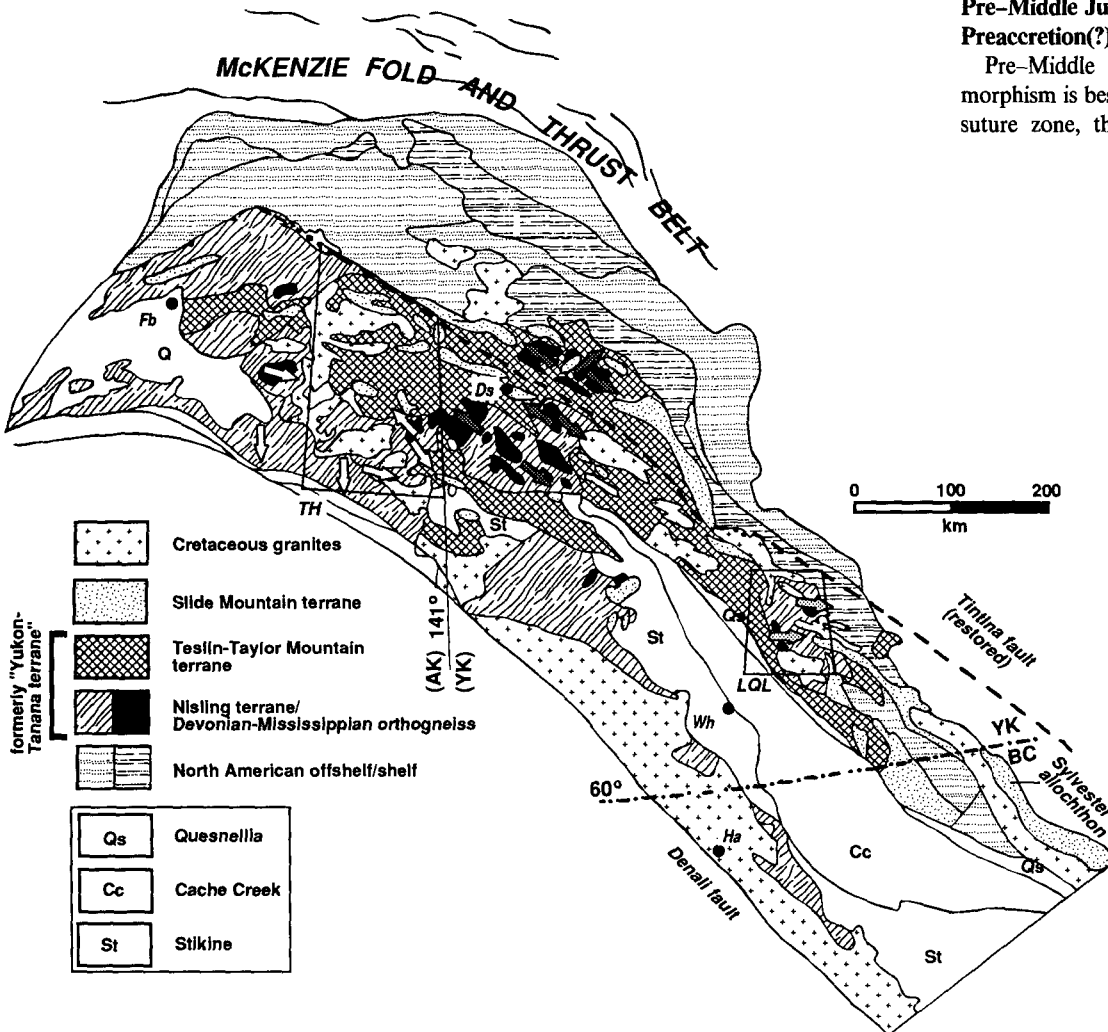 Pre–Middle Ju
Preaccretion(?)
Pre–Middle
morphism is bes
suture zone, th
McKENZIE FOLD AND THRUST BELT
Fb
Q
Ds
TH
St
(AK) 141°
(YK)
0 100 200
km
Qs
LQL
St
Wh
Tintina fault
(restored)
YK
BC
60°
Sylvester
allochthon
Ha
Denali fault
Cc
Qs
St
Cretaceous granites
Slide Mountain terrane
formerly "Yukon-
Tanana terrane"
Teslin-Taylor Mountain
terrane
Nisling terrane/
Devonian-Mississippian orthogneiss
North American offshelf/shelf
Qs Quesnellia
Cc Cache Creek
St Stikine